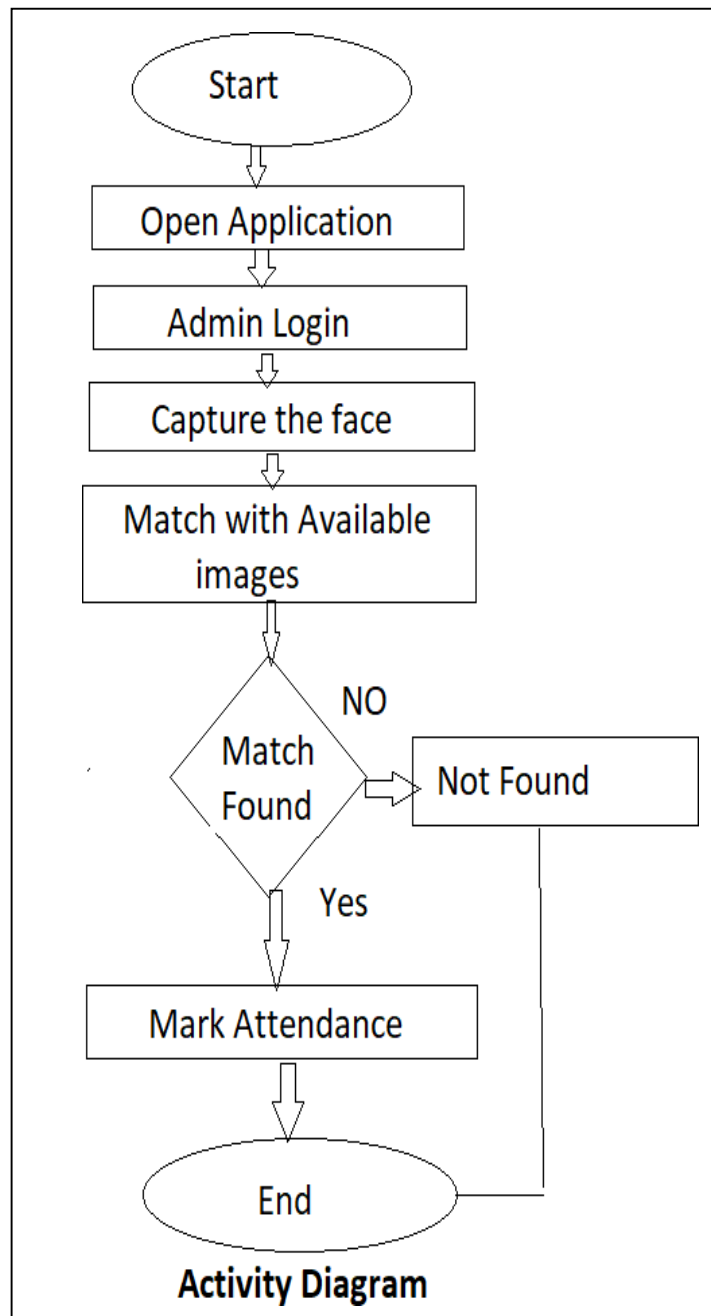 Start
Open Application
Admin Login
Capture the face
Match with Available
images
NO
Match
Found
Not Found
Yes
Mark Attendance
End
Activity Diagram